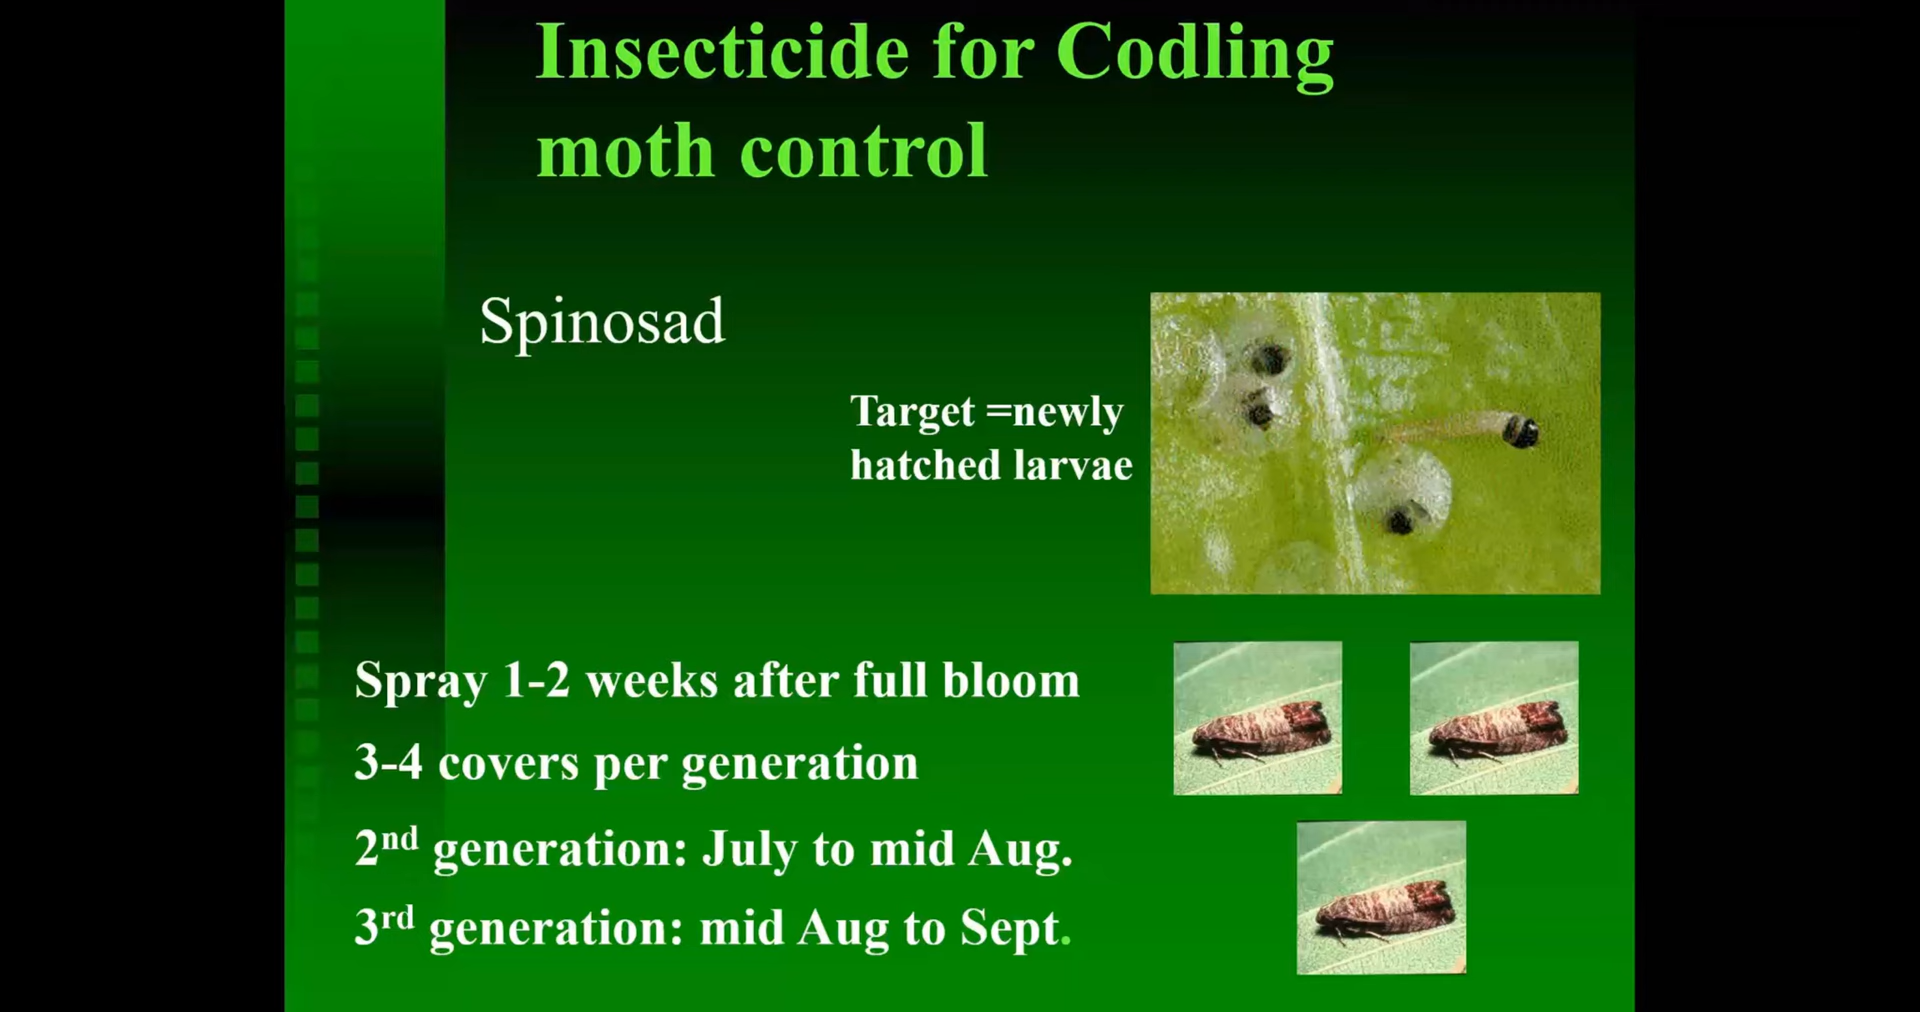 Insecticide for Codling
moth control
Spinosad
Target =newly
hatched larvae
Spray 1-2 weeks after full bloom
3-4 covers per generation
2nd generation: July to mid Aug.
3rd generation: mid Aug to Sept.